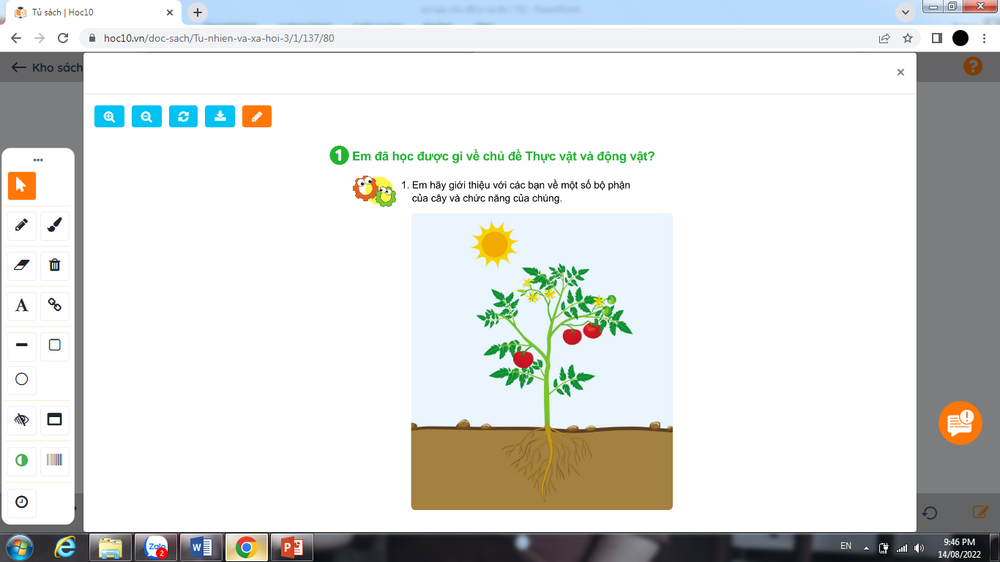 Tủ sách | Hoc10
hoc10.vn/doc-sach/Tu-nhien-va-xa-hoi-3/1/137/80
Kho sách
1 Em đã học được gì về chủ đề Thực vật và động vật?
1. Em hãy giới thiệu với các bạn về một số bộ phận
của cây và chức năng của chúng.
A
Zalo
2
EN
9:46 PM
14/08/2022